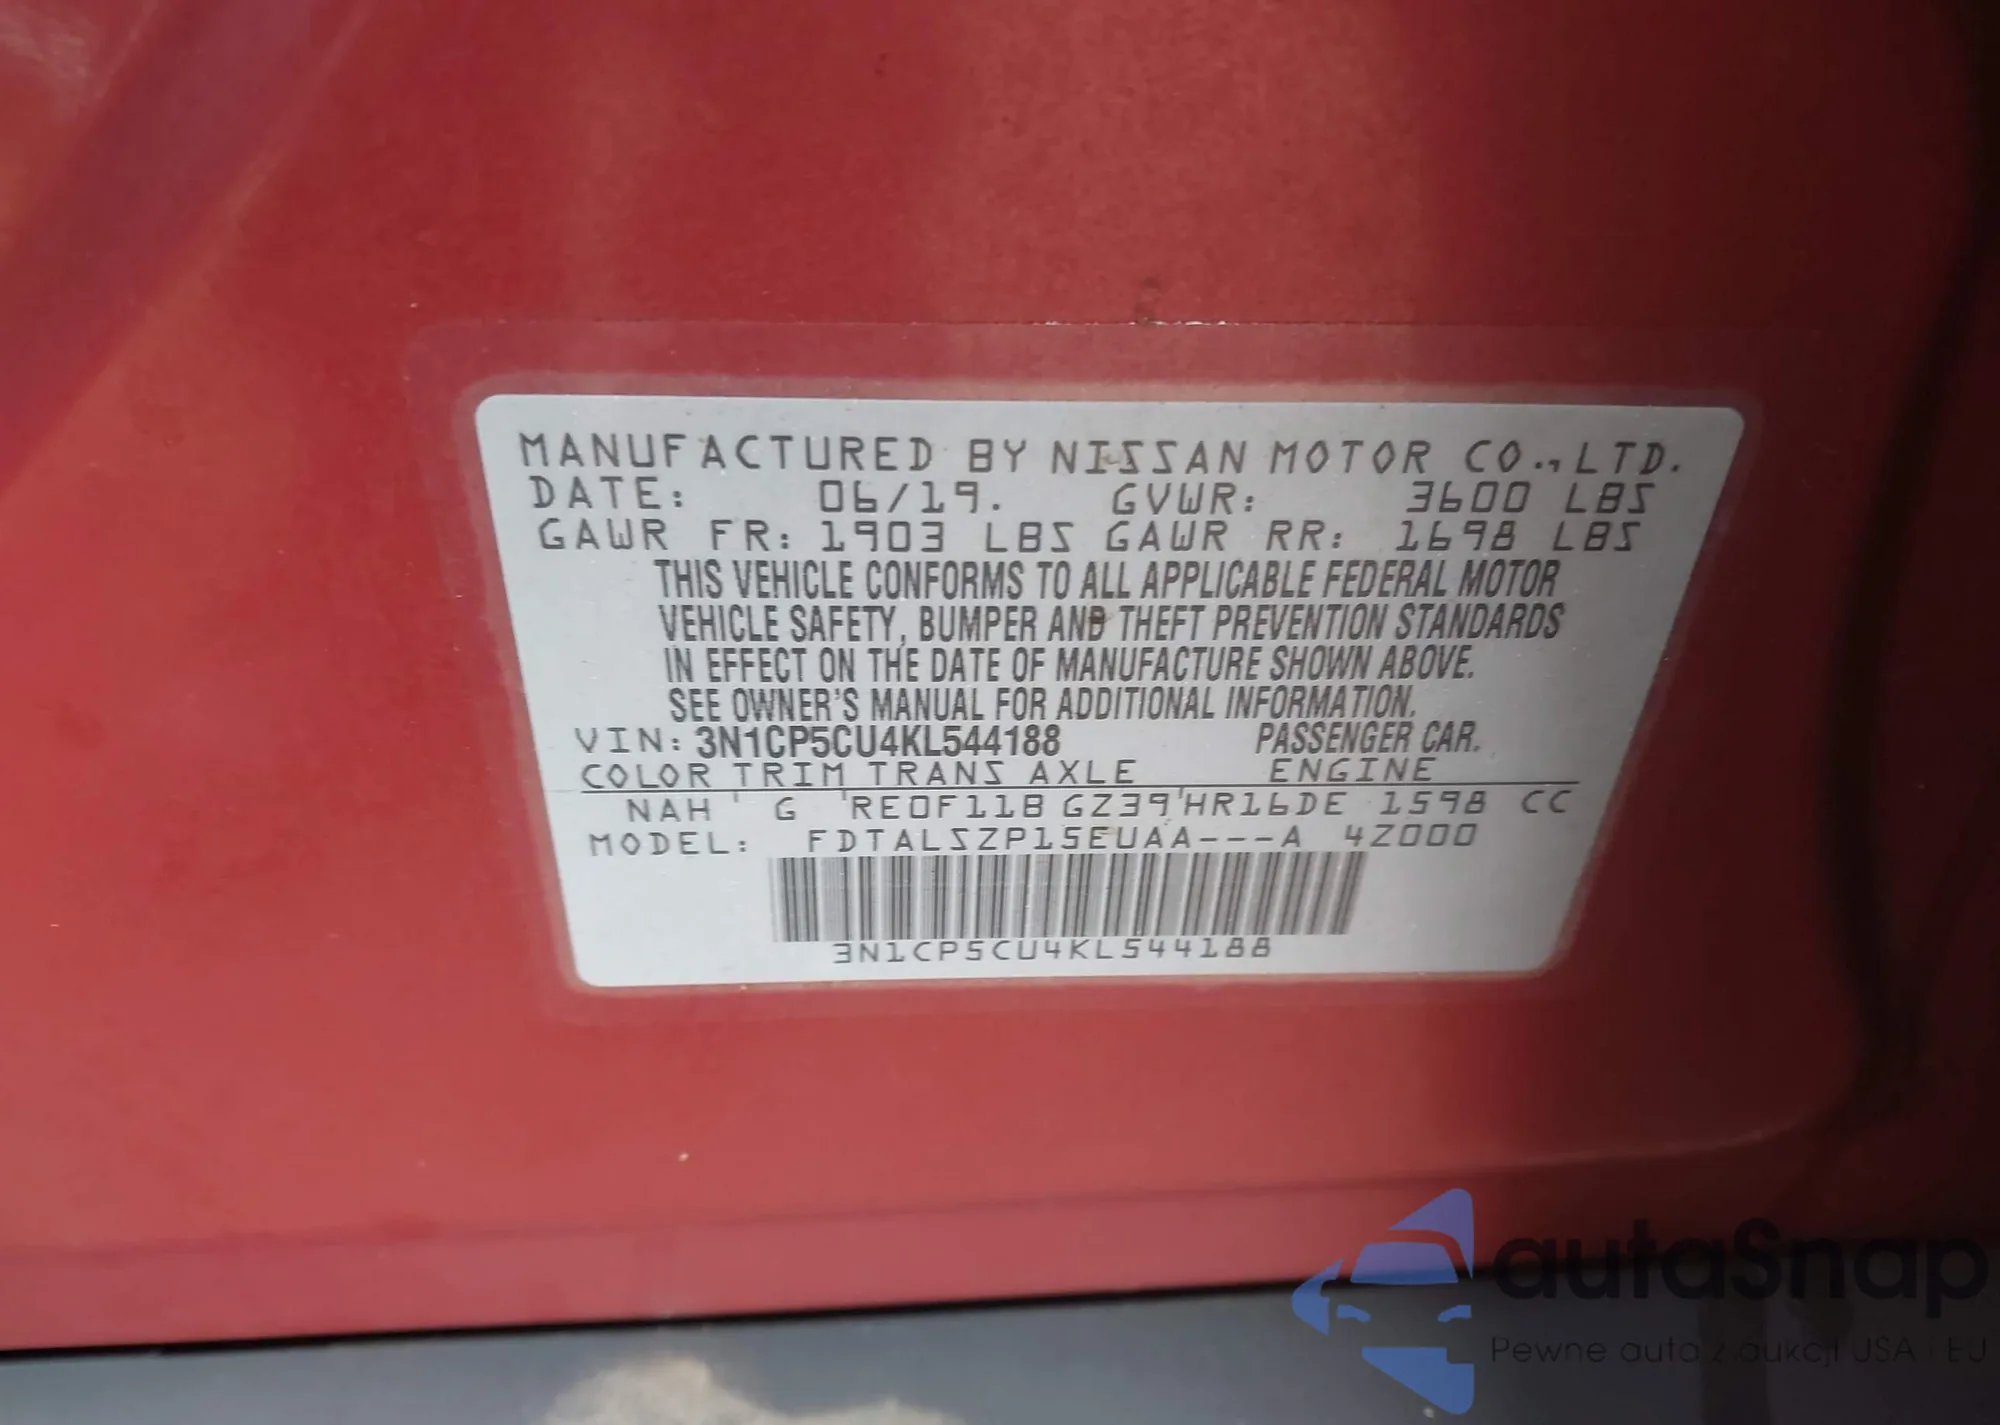 MANUFACTURED BY NISSAN MOTOR CO., LTD.
DATE: 06/19. GVWR: 3600 LBS
GAWR FR: 1903 LBS GAWR RR: 1698 LBS
THIS VEHICLE CONFORMS TO ALL APPLICABLE FEDERAL MOTOR
VEHICLE SAFETY, BUMPER AND THEFT PREVENTION STANDARDS
IN EFFECT ON THE DATE OF MANUFACTURE SHOWN ABOVE.
SEE OWNER'S MANUAL FOR ADDITIONAL INFORMATION.
VIN: 3N1CP5CU4KL544188 PASSENGER CAR.
COLOR TRIM TRANS AXLE ENGINE
NAH G RE0F11B GZ39 HR16DE 1598 CC
MODEL: FDTALSZP15EUAA---A 4Z000
3N1CP5CU4KL544188
autaSnap
Pewne auta z aukcji USA i EU